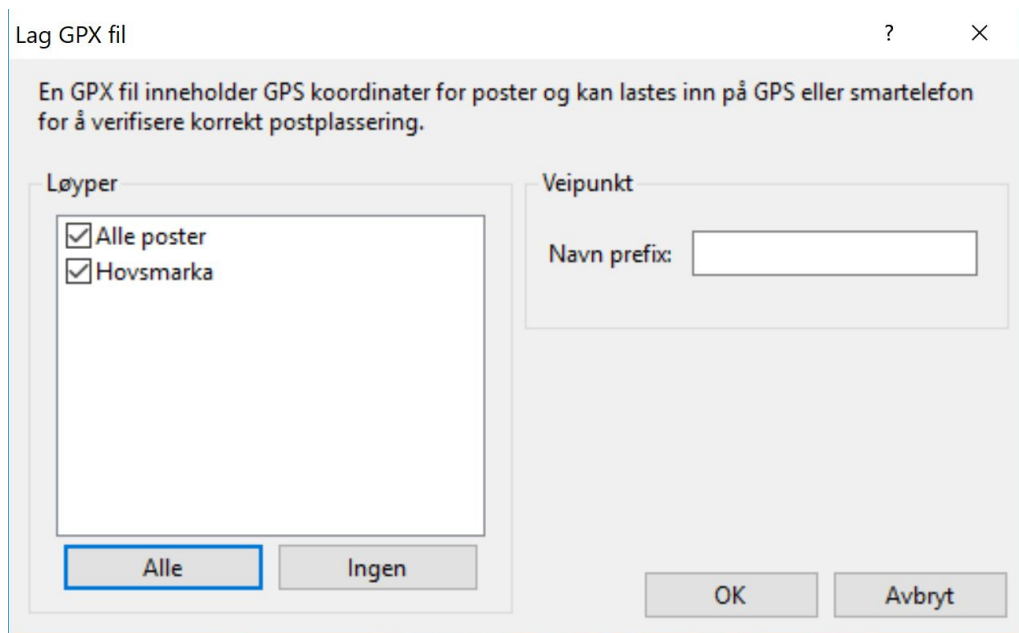 Lag GPX fil
?
En GPX fil inneholder GPS koordinater for poster og kan lastes inn på GPS eller smartelefon
for å verifisere korrekt postplassering.
Løyper
Alle poster
Hovsmarka
Alle
Ingen
Veipunkt
Navn prefix:
OK
Avbryt